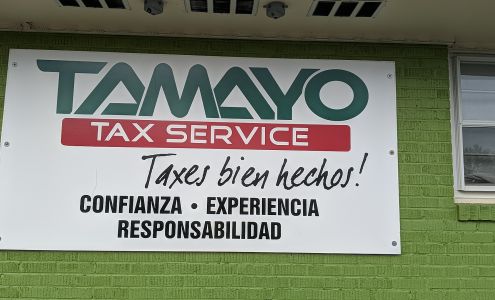 TAMAYO
TAX SERVICE
Taxes bien hechos!
CONFIANZA • EXPERIENCIA
RESPONSABILIDAD